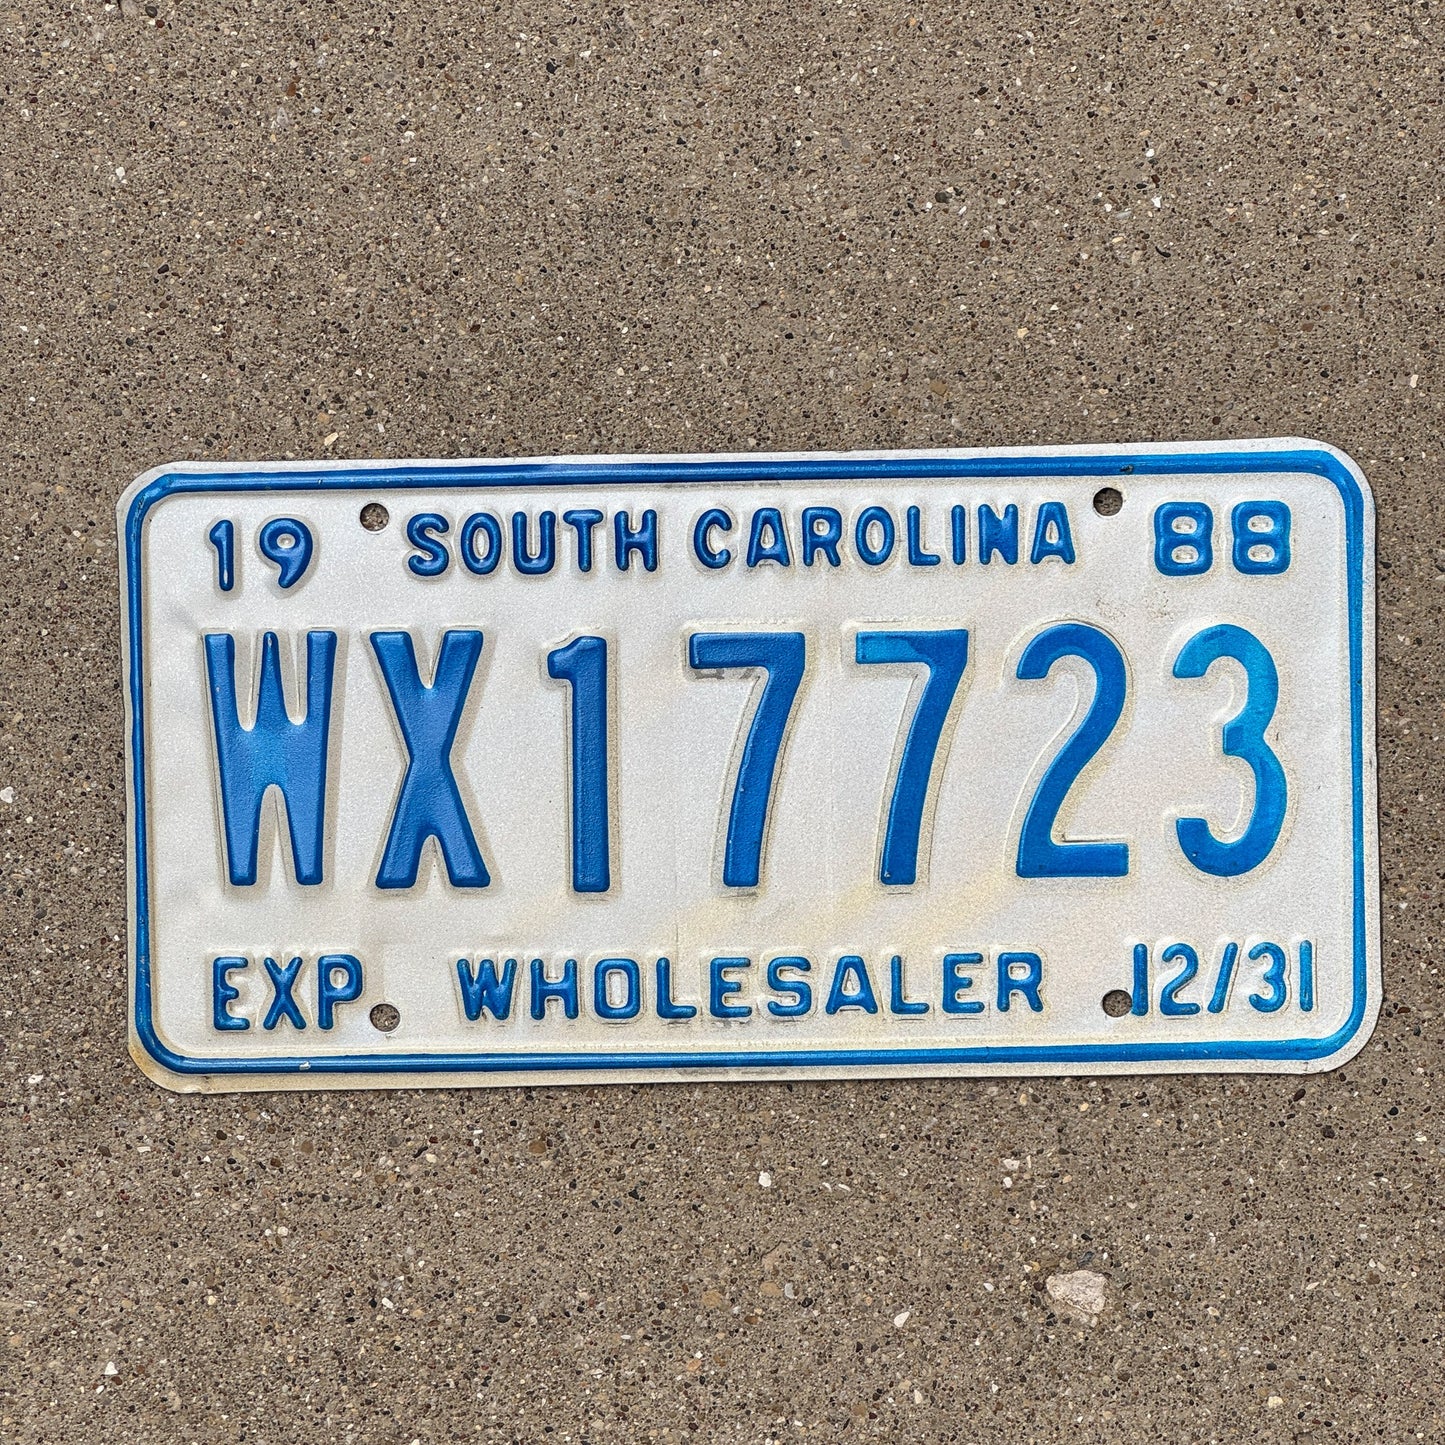 19 SOUTH CAROLINA 88
WX17723
EXP. WHOLESALER 12/31